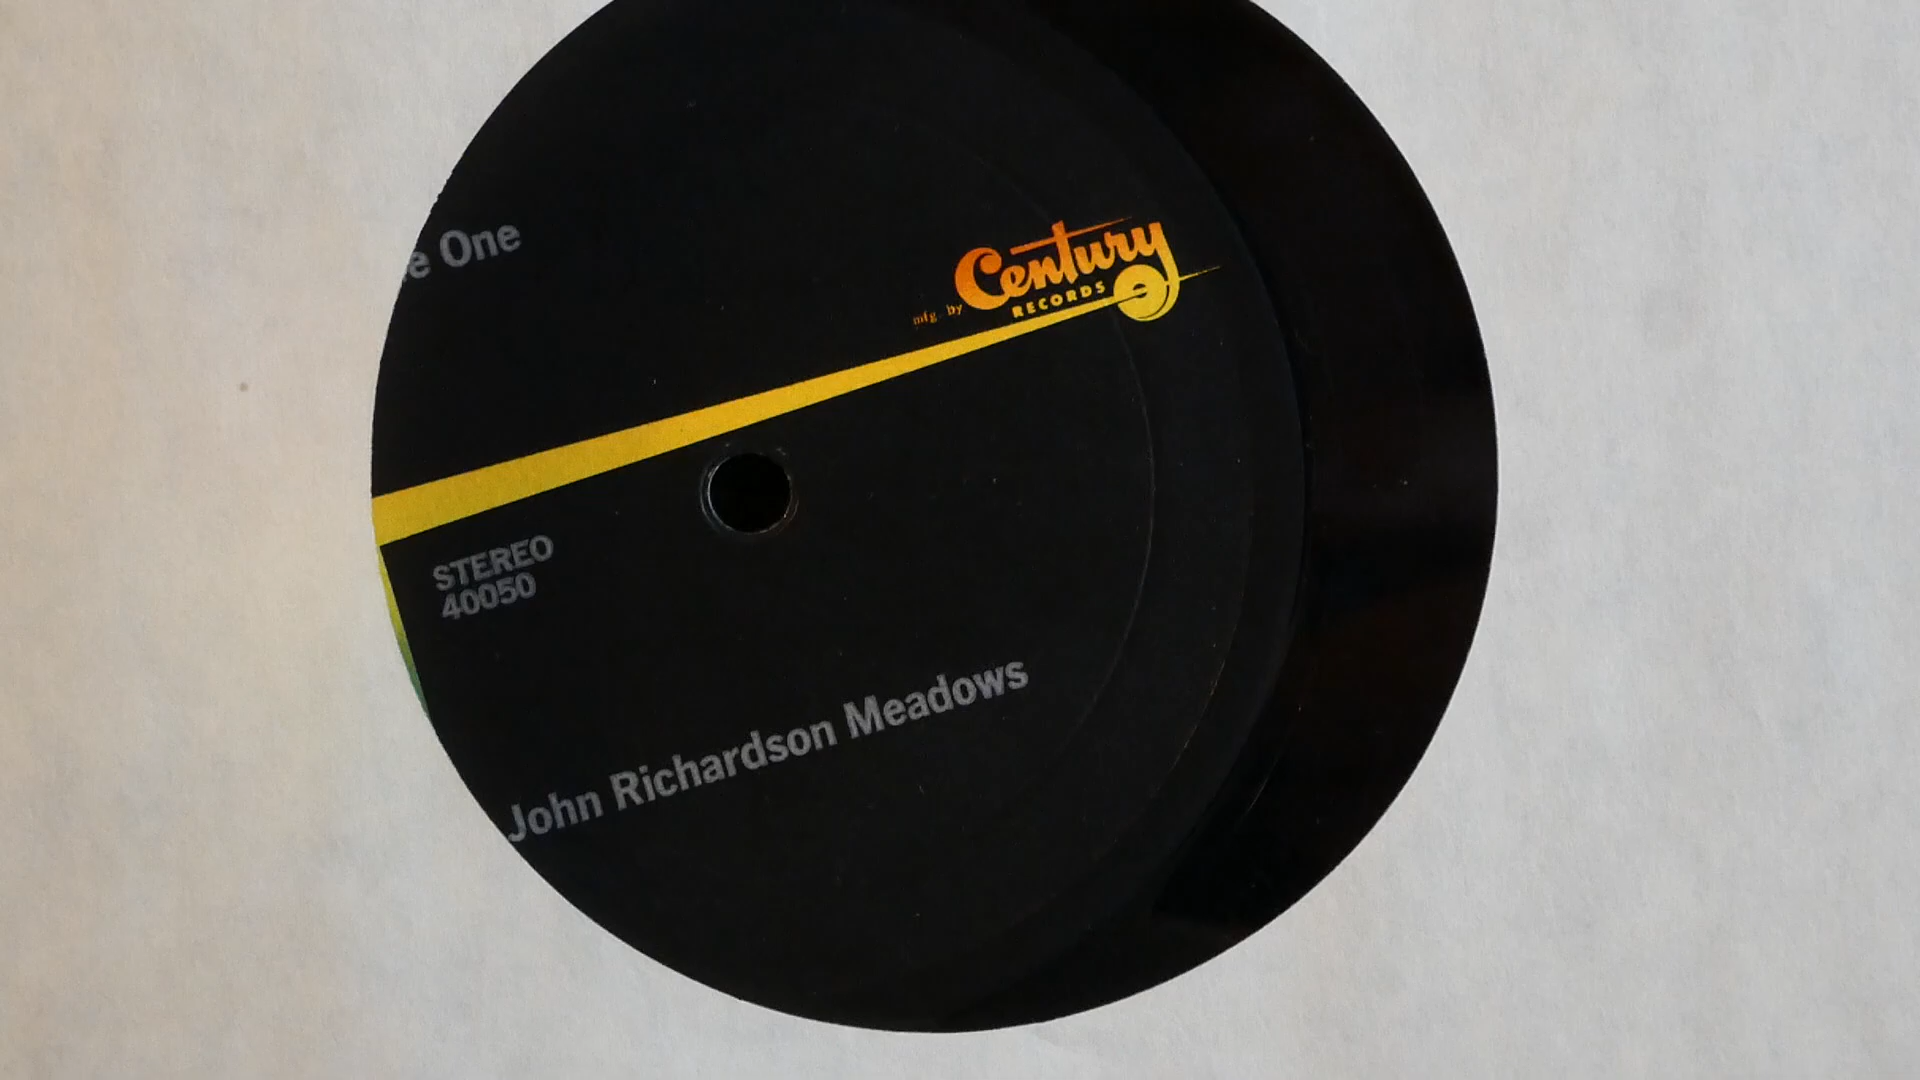 e One
Century
mfg. by RECORDS
STEREO
40050
John Richardson Meadows